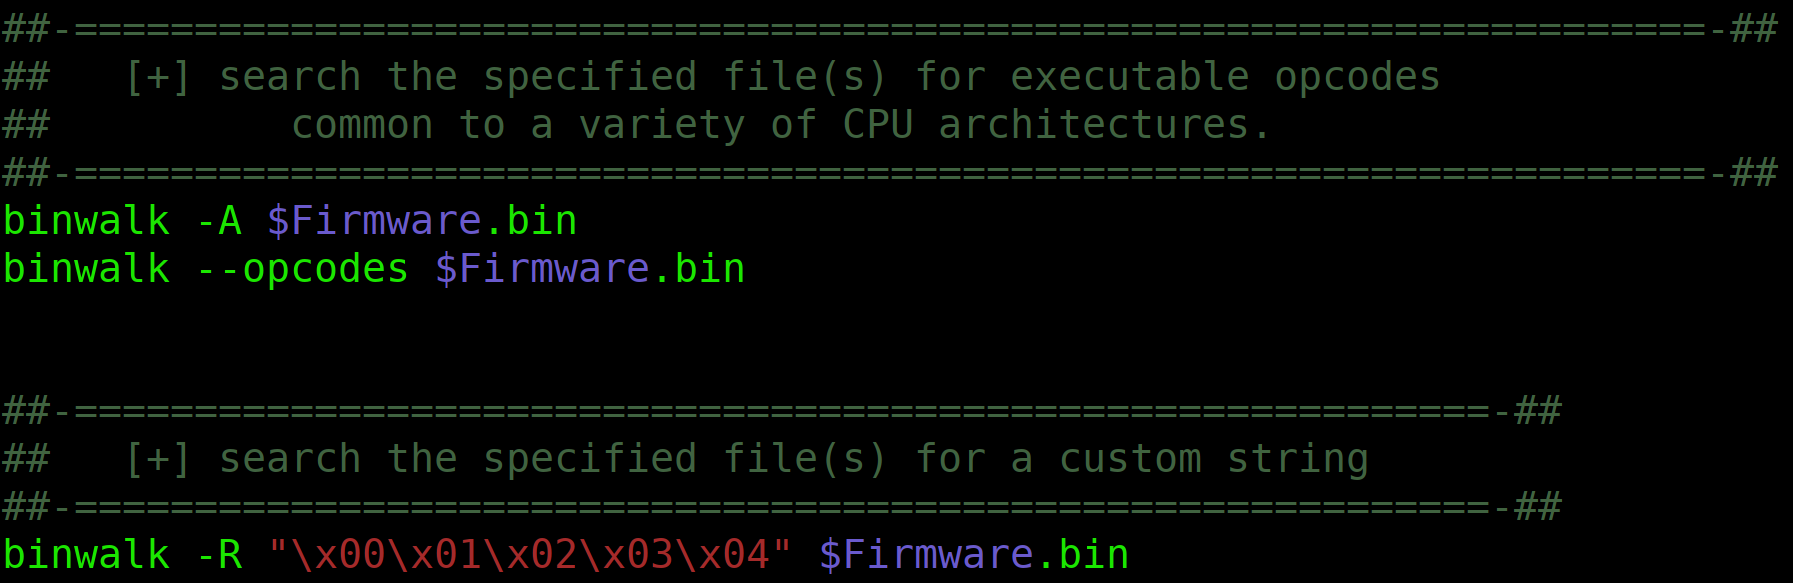 ##-====================================================================-##
##   [+] search the specified file(s) for executable opcodes
##          common to a variety of CPU architectures.
##-====================================================================-##
binwalk -A $Firmware.bin
binwalk --opcodes $Firmware.bin
##-===========================================================-##
##   [+] search the specified file(s) for a custom string
##-===========================================================-##
binwalk -R "\x00\x01\x02\x03\x04" $Firmware.bin